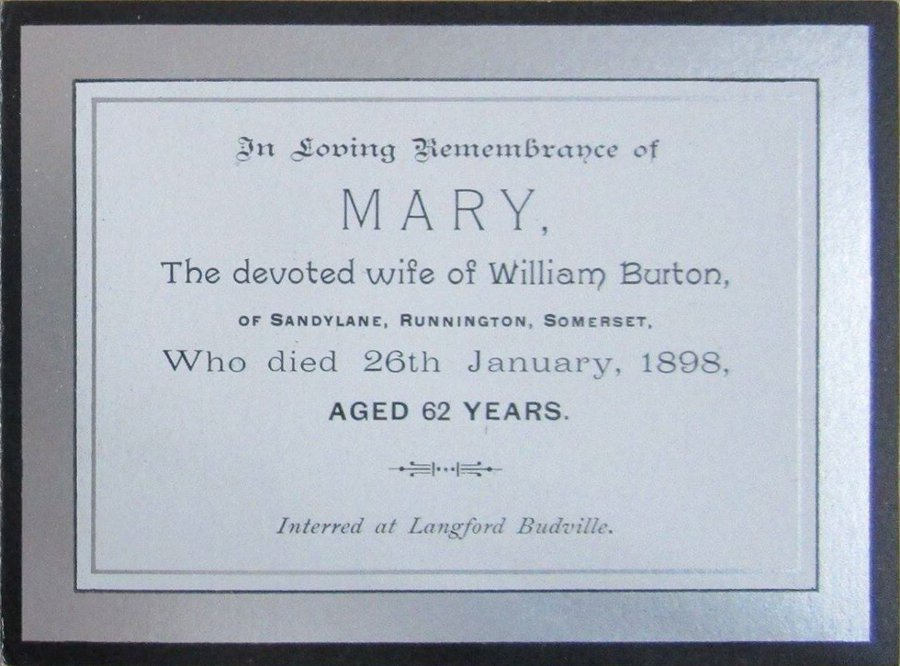 In Loving Remembrance of
MARY,
The devoted wife of William Burton,
OF SANDYLANE, RUNNINGTON, SOMERSET,
Who died 26th January, 1898,
AGED 62 YEARS.
Interred at Langford Budville.